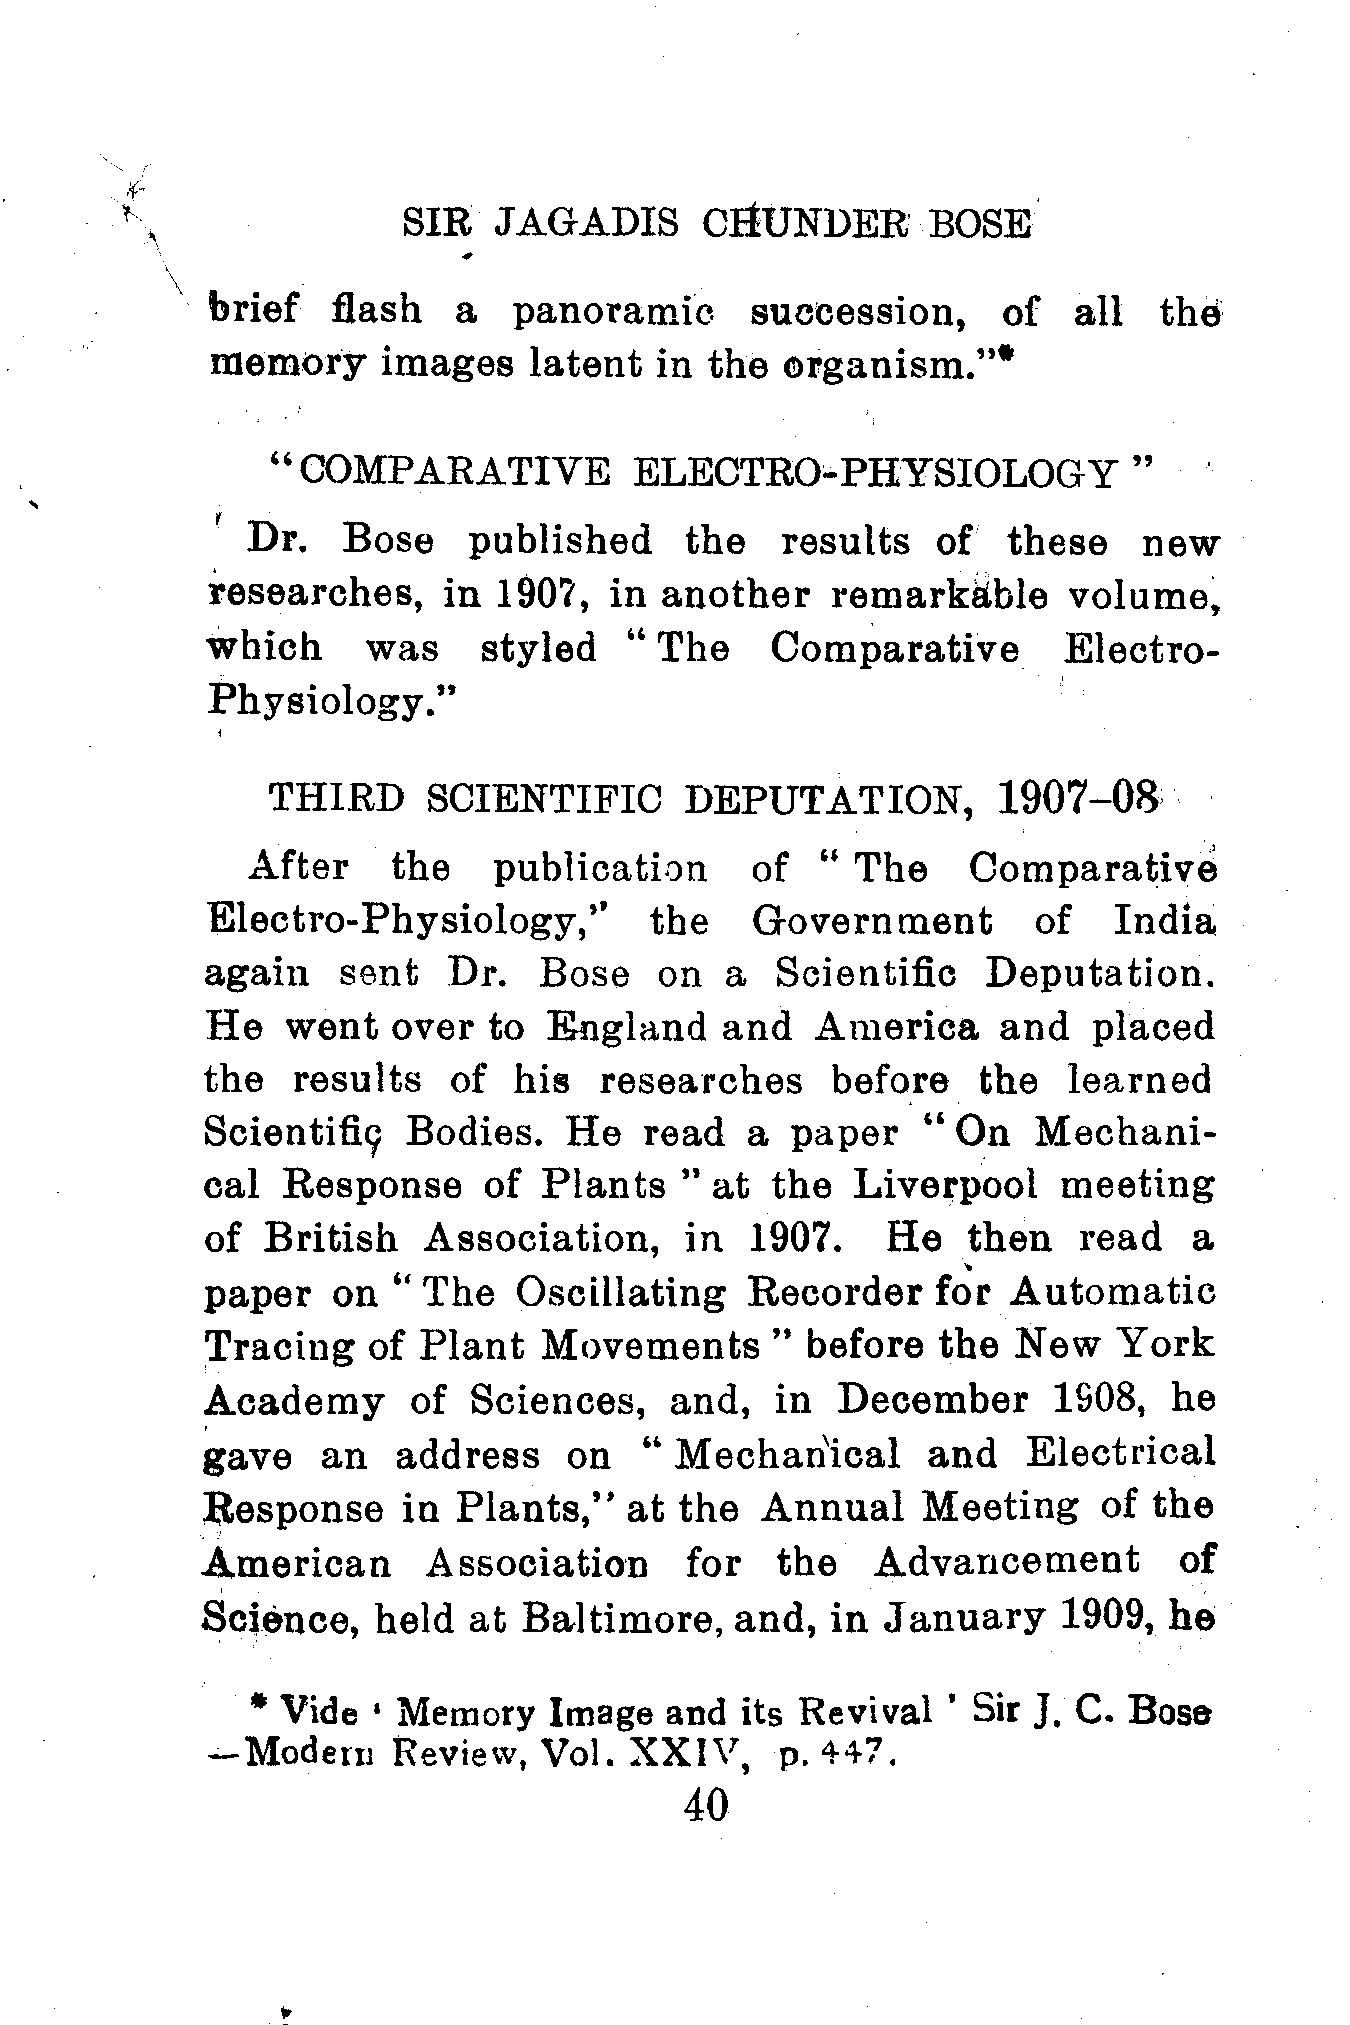 SIR JAGADIS CHUNDER BOSE
brief flash a panoramic succession, of all the
memory images latent in the organism."*
"COMPARATIVE ELECTRO-PHYSIOLOGY"
Dr. Bose published the results of these new
researches, in 1907, in another remarkable volume,
which was styled "The Comparative Electro-
Physiology."
THIRD SCIENTIFIC DEPUTATION, 1907–08
After the publication of "The Comparative
Electro-Physiology," the Government of India
again sent Dr. Bose on a Scientific Deputation.
He went over to England and America and placed
the results of his researches before the learned
Scientific Bodies. He read a paper "On Mechani-
cal Response of Plants" at the Liverpool meeting
of British Association, in 1907. He then read a
paper on "The Oscillating Recorder for Automatic
Tracing of Plant Movements" before the New York
Academy of Sciences, and, in December 1908, he
gave an address on "Mechanical and Electrical
Response in Plants," at the Annual Meeting of the
American Association for the Advancement of
Science, held at Baltimore, and, in January 1909, he
* Vide 'Memory Image and its Revival' Sir J. C. Bose
—Modern Review, Vol. XXIV, p. 447.
40